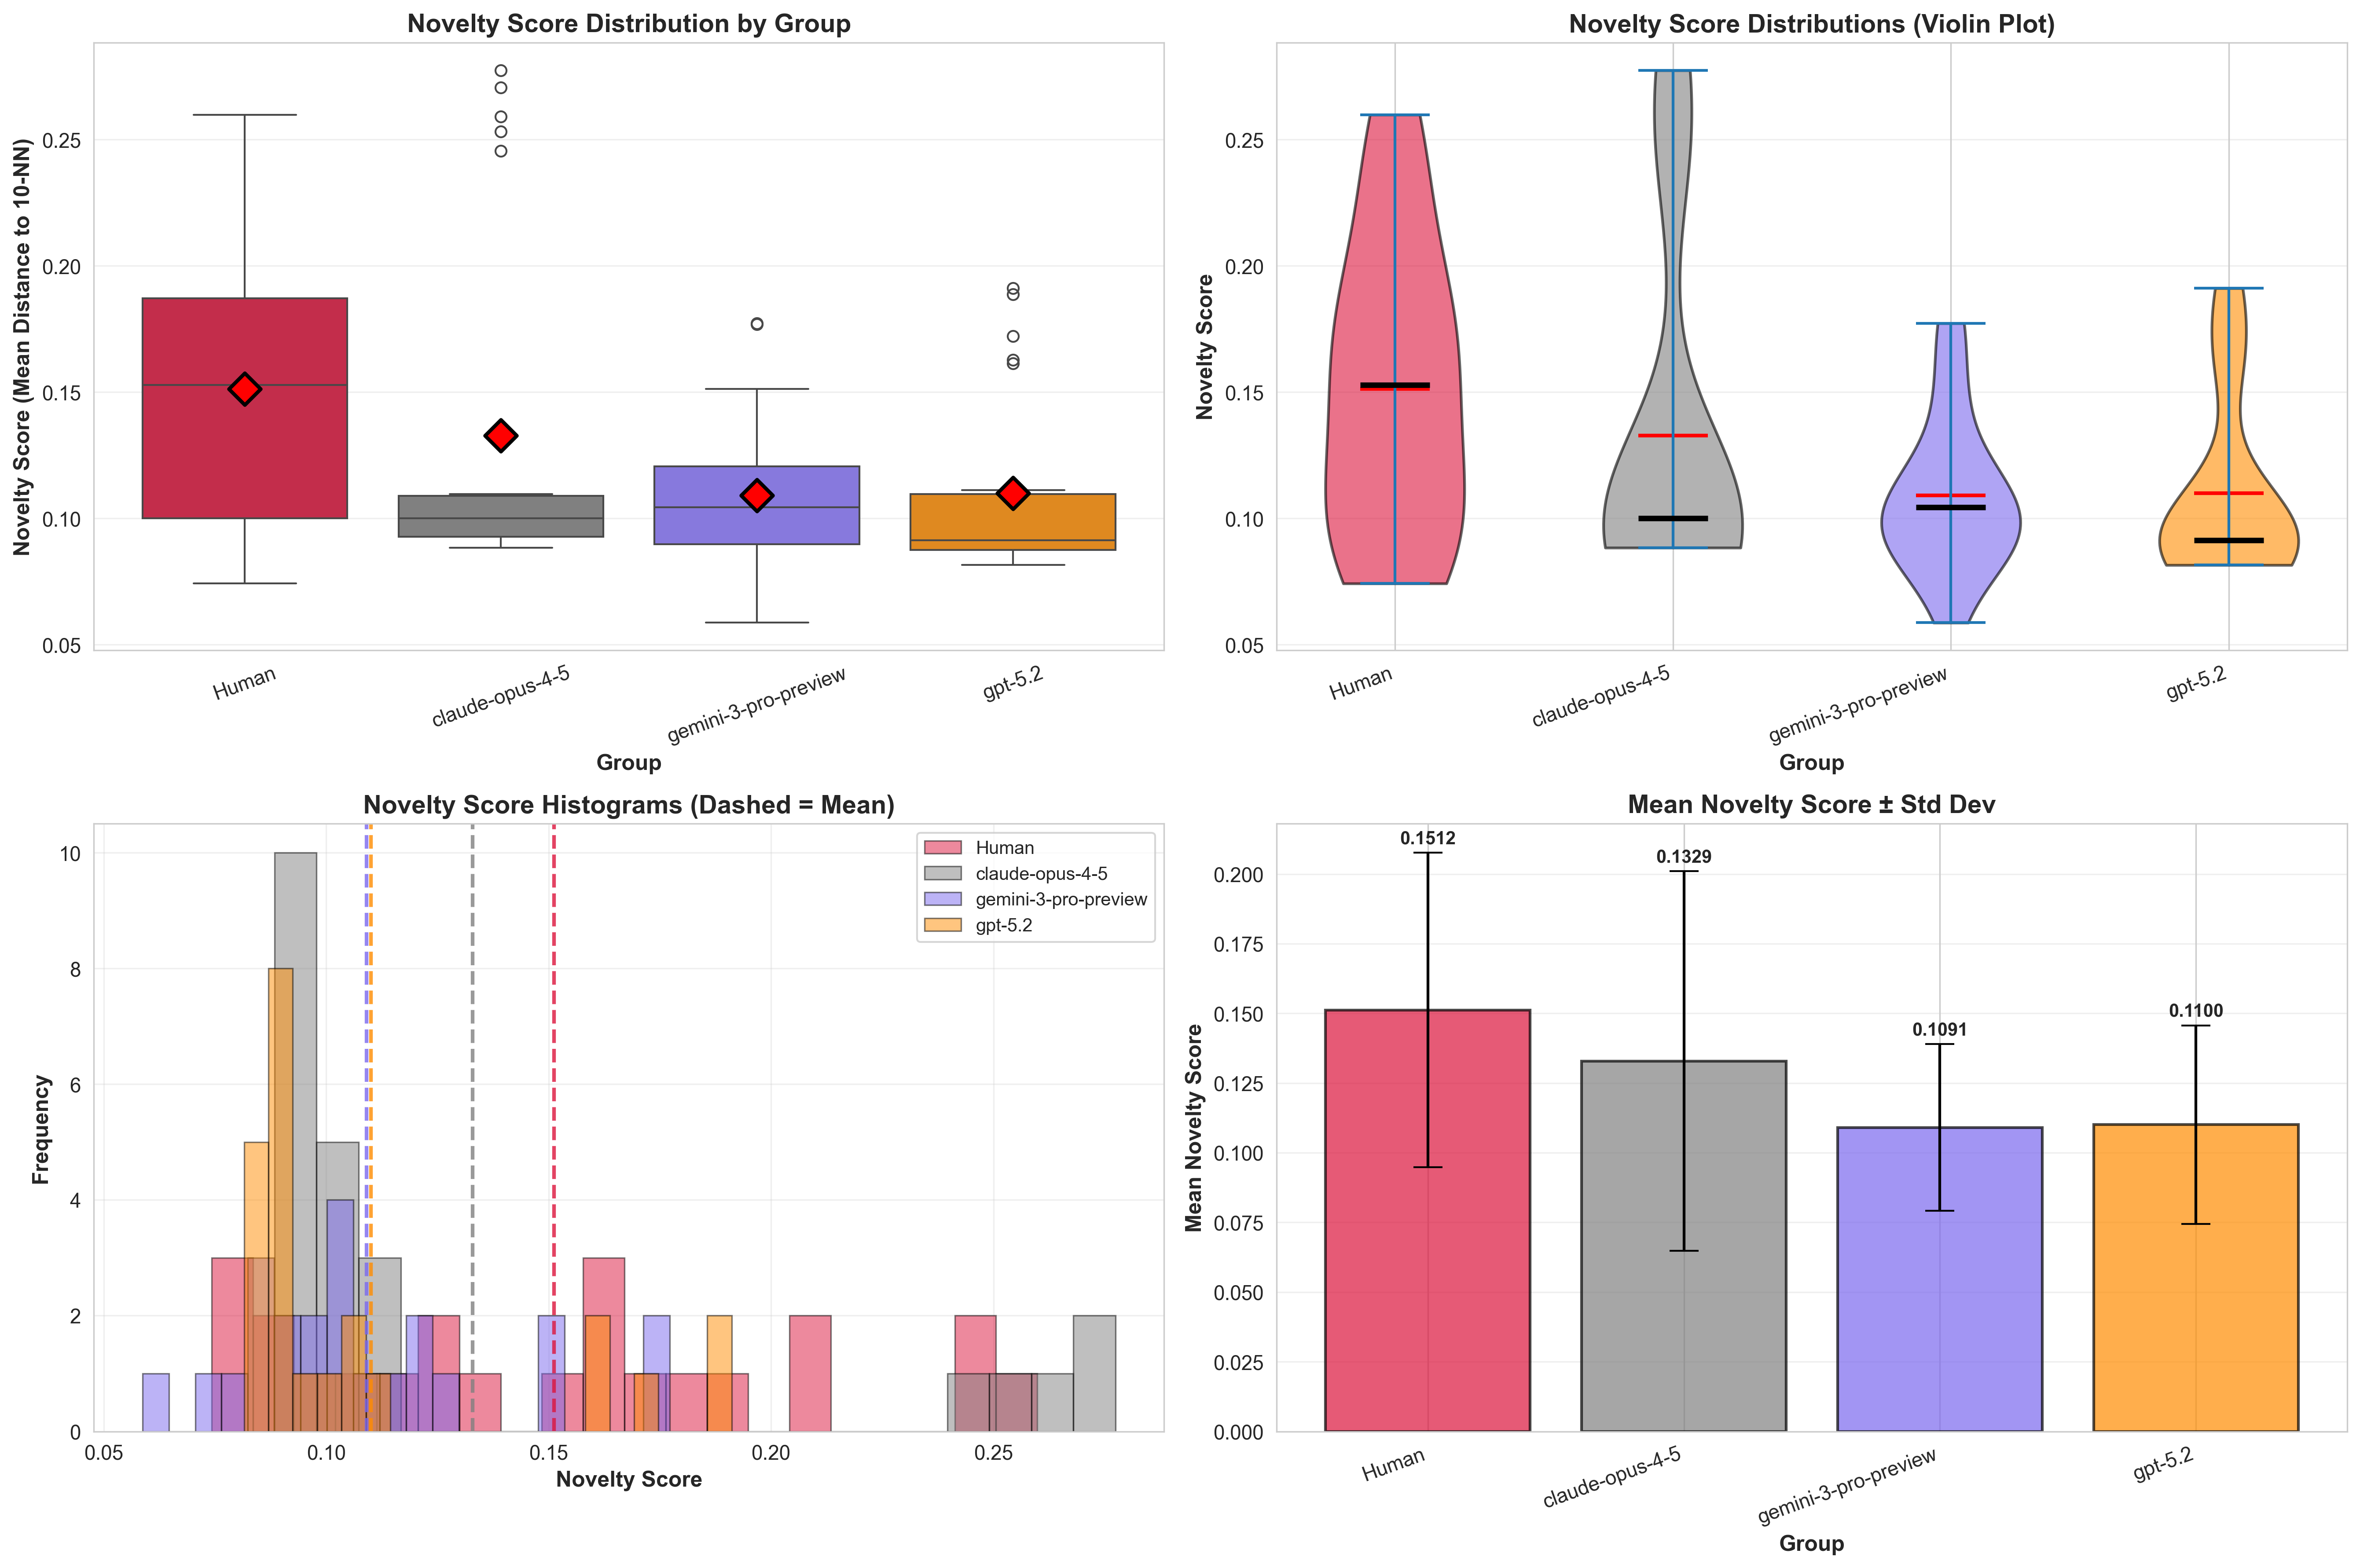 Novelty Score Distribution by Group
Novelty Score (Mean Distance to 10-NN)
0.25
0.20
0.15
0.10
0.05
Human
claude-opus-4-5
gemini-3-pro-preview
gpt-5.2
Group
Novelty Score Distributions (Violin Plot)
Novelty Score
0.25
0.20
0.15
0.10
0.05
Human
claude-opus-4-5
gemini-3-pro-preview
gpt-5.2
Group
Novelty Score Histograms (Dashed = Mean)
Frequency
10
8
6
4
2
0
0.05
0.10
0.15
0.20
0.25
Novelty Score
Human
claude-opus-4-5
gemini-3-pro-preview
gpt-5.2
Mean Novelty Score ± Std Dev
Mean Novelty Score
0.200
0.175
0.150
0.125
0.100
0.075
0.050
0.025
0.000
0.1512
0.1329
0.1091
0.1100
Human
claude-opus-4-5
gemini-3-pro-preview
gpt-5.2
Group